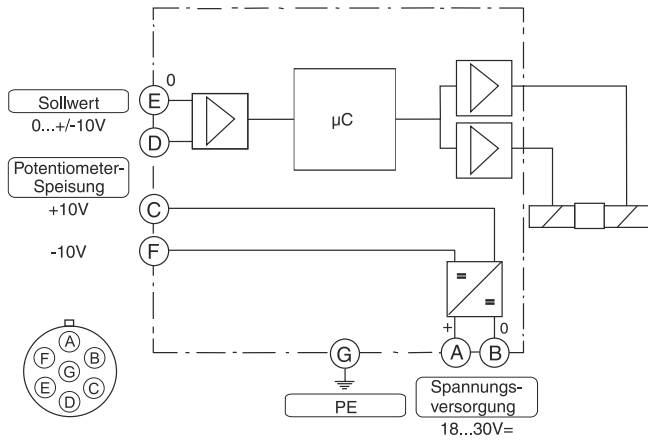 0
Sollwert
0...+/-10V
E
D
µC
Potentiometer-
Speisung
+10V
C
-10V
F
=
=
+
0
A
B
G
PE
Spannungs-
versorgung
18...30V=
A
F
B
G
E
C
D